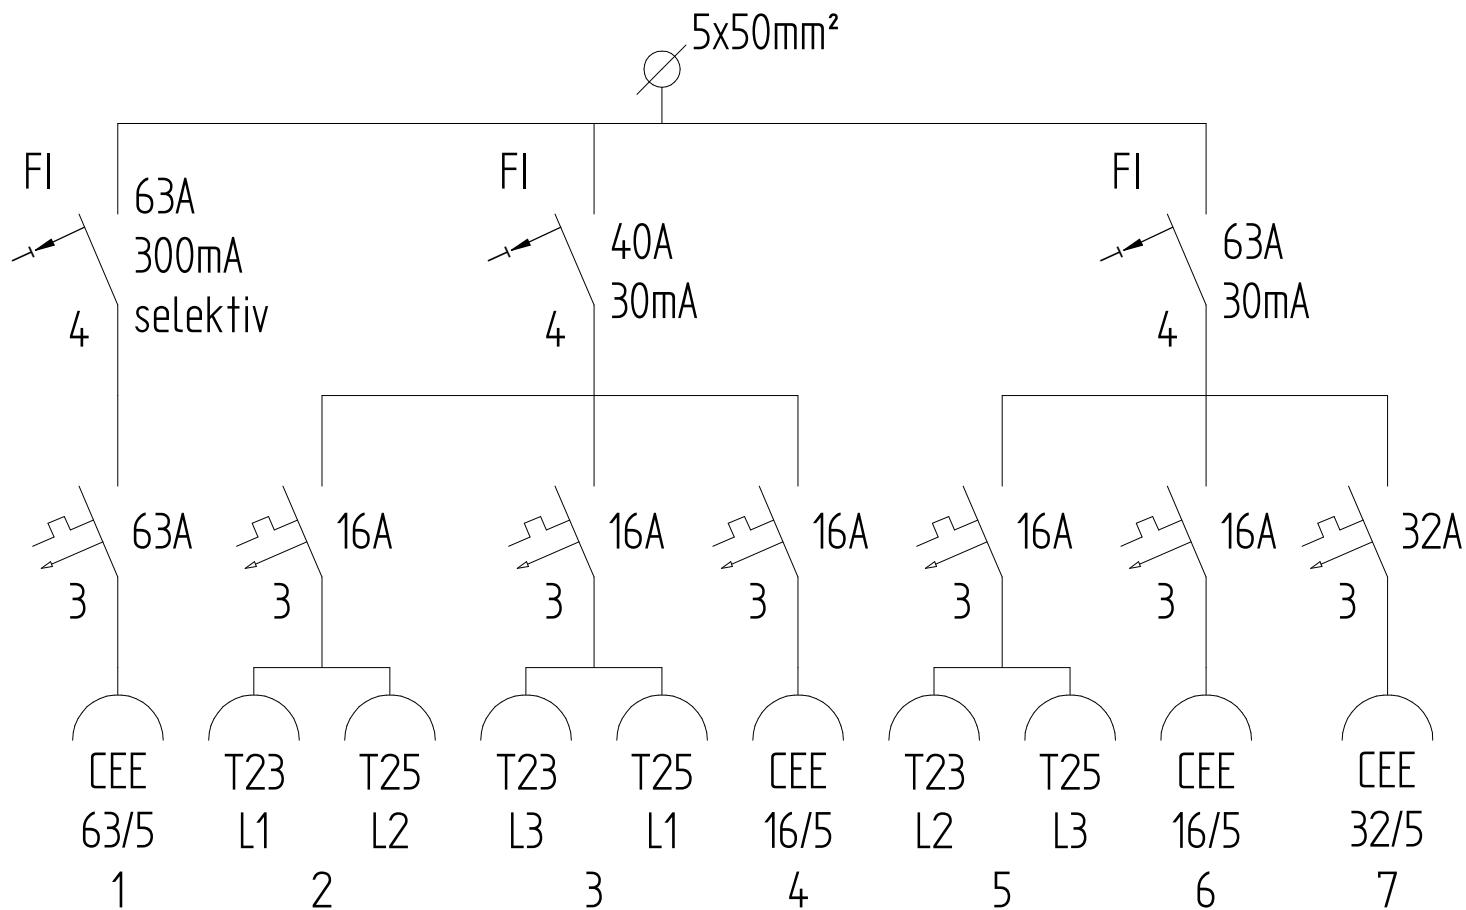 5x50mm²
FI
63A
300mA
selektiv
4
FI
40A
30mA
4
FI
63A
30mA
4
63A
3
16A
3
16A
3
16A
3
16A
3
16A
3
32A
3
CEE T23 T25 T23 T25 CEE T23 T25 CEE CEE
63/5 L1 L2 L3 L1 16/5 L2 L3 16/5 32/5
1 2 3 4 5 6 7